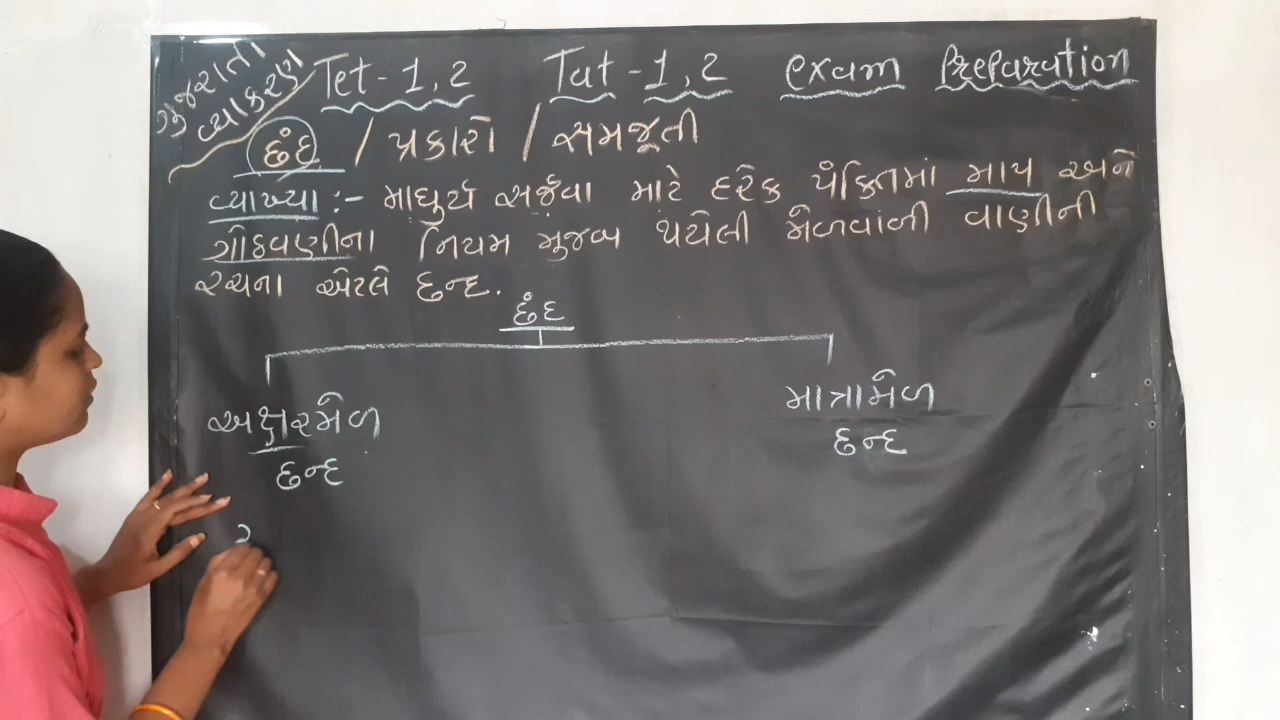 ગુજરાતી
વ્યાકરણ
Tet-1,2 Tat-1,2 exam Preparation
છંદ / પ્રકારો / સમજૂતી
વ્યાખ્યા :- માધુર્ય સર્જવા માટે દરેક પંક્તિમાં માપ અને
ગોઠવણીના નિયમ મુજબ થયેલી મેળવાળી વાણીની
રચના એટલે છન્દ.
છંદ
અક્ષરમેળ માત્રામેળ
છન્દ છન્દ